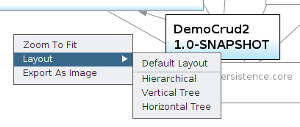 DemoCrud2
1.0-SNAPSHOT
Zoom To Fit
Layout
Export As Image
Default Layout
Hierarchical
Vertical Tree
Horizontal Tree
ersistence.core